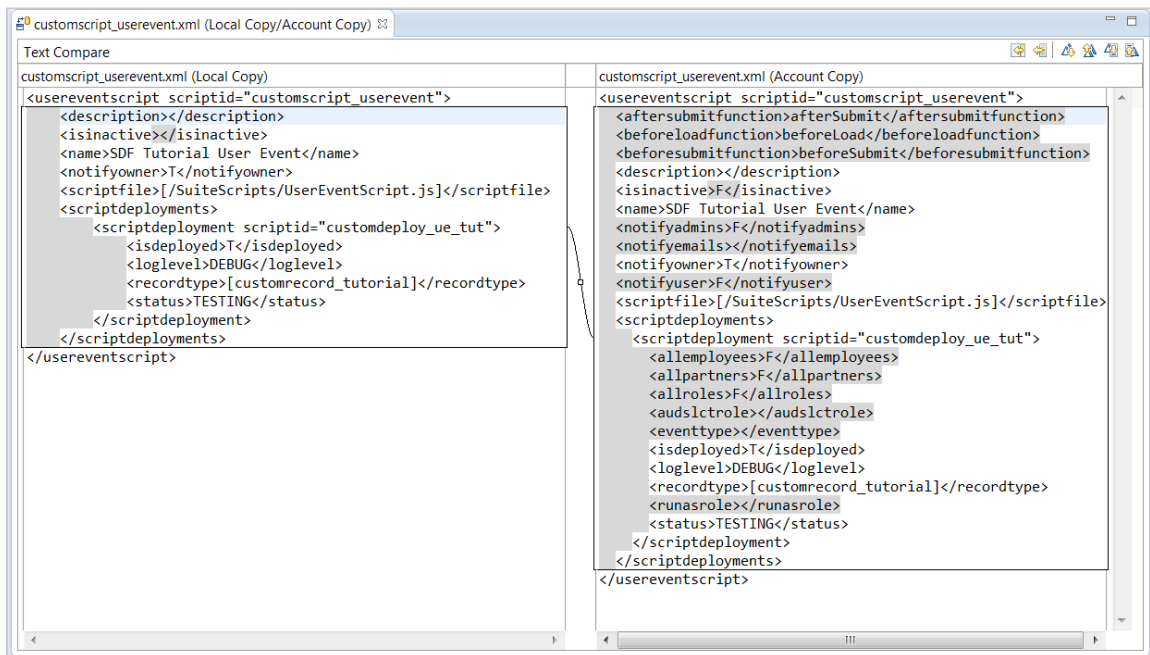 customscript_userevent.xml (Local Copy/Account Copy)
Text Compare
customscript_userevent.xml (Local Copy)
<usereventscript scriptid="customscript_userevent">
    <description></description>
    <isinactive></isinactive>
    <name>SDF Tutorial User Event</name>
    <notifyowner>T</notifyowner>
    <scriptfile>[/SuiteScripts/UserEventScript.js]</scriptfile>
    <scriptdeployments>
        <scriptdeployment scriptid="customdeploy_ue_tut">
            <isdeployed>T</isdeployed>
            <loglevel>DEBUG</loglevel>
            <recordtype>[customrecord_tutorial]</recordtype>
            <status>TESTING</status>
        </scriptdeployment>
    </scriptdeployments>
</usereventscript>
customscript_userevent.xml (Account Copy)
<usereventscript scriptid="customscript_userevent">
  <aftersubmitfunction>afterSubmit</aftersubmitfunction>
  <beforeloadfunction>beforeLoad</beforeloadfunction>
  <beforesubmitfunction>beforeSubmit</beforesubmitfunction>
  <description></description>
  <isinactive>F</isinactive>
  <name>SDF Tutorial User Event</name>
  <notifyadmins>F</notifyadmins>
  <notifyemails></notifyemails>
  <notifyowner>T</notifyowner>
  <notifyuser>F</notifyuser>
  <scriptfile>[/SuiteScripts/UserEventScript.js]</scriptfile>
  <scriptdeployments>
    <scriptdeployment scriptid="customdeploy_ue_tut">
      <allemployees>F</allemployees>
      <allpartners>F</allpartners>
      <allroles>F</allroles>
      <audslctrole></audslctrole>
      <eventtype></eventtype>
      <isdeployed>T</isdeployed>
      <loglevel>DEBUG</loglevel>
      <recordtype>[customrecord_tutorial]</recordtype>
      <runasrole></runasrole>
      <status>TESTING</status>
    </scriptdeployment>
  </scriptdeployments>
</usereventscript>